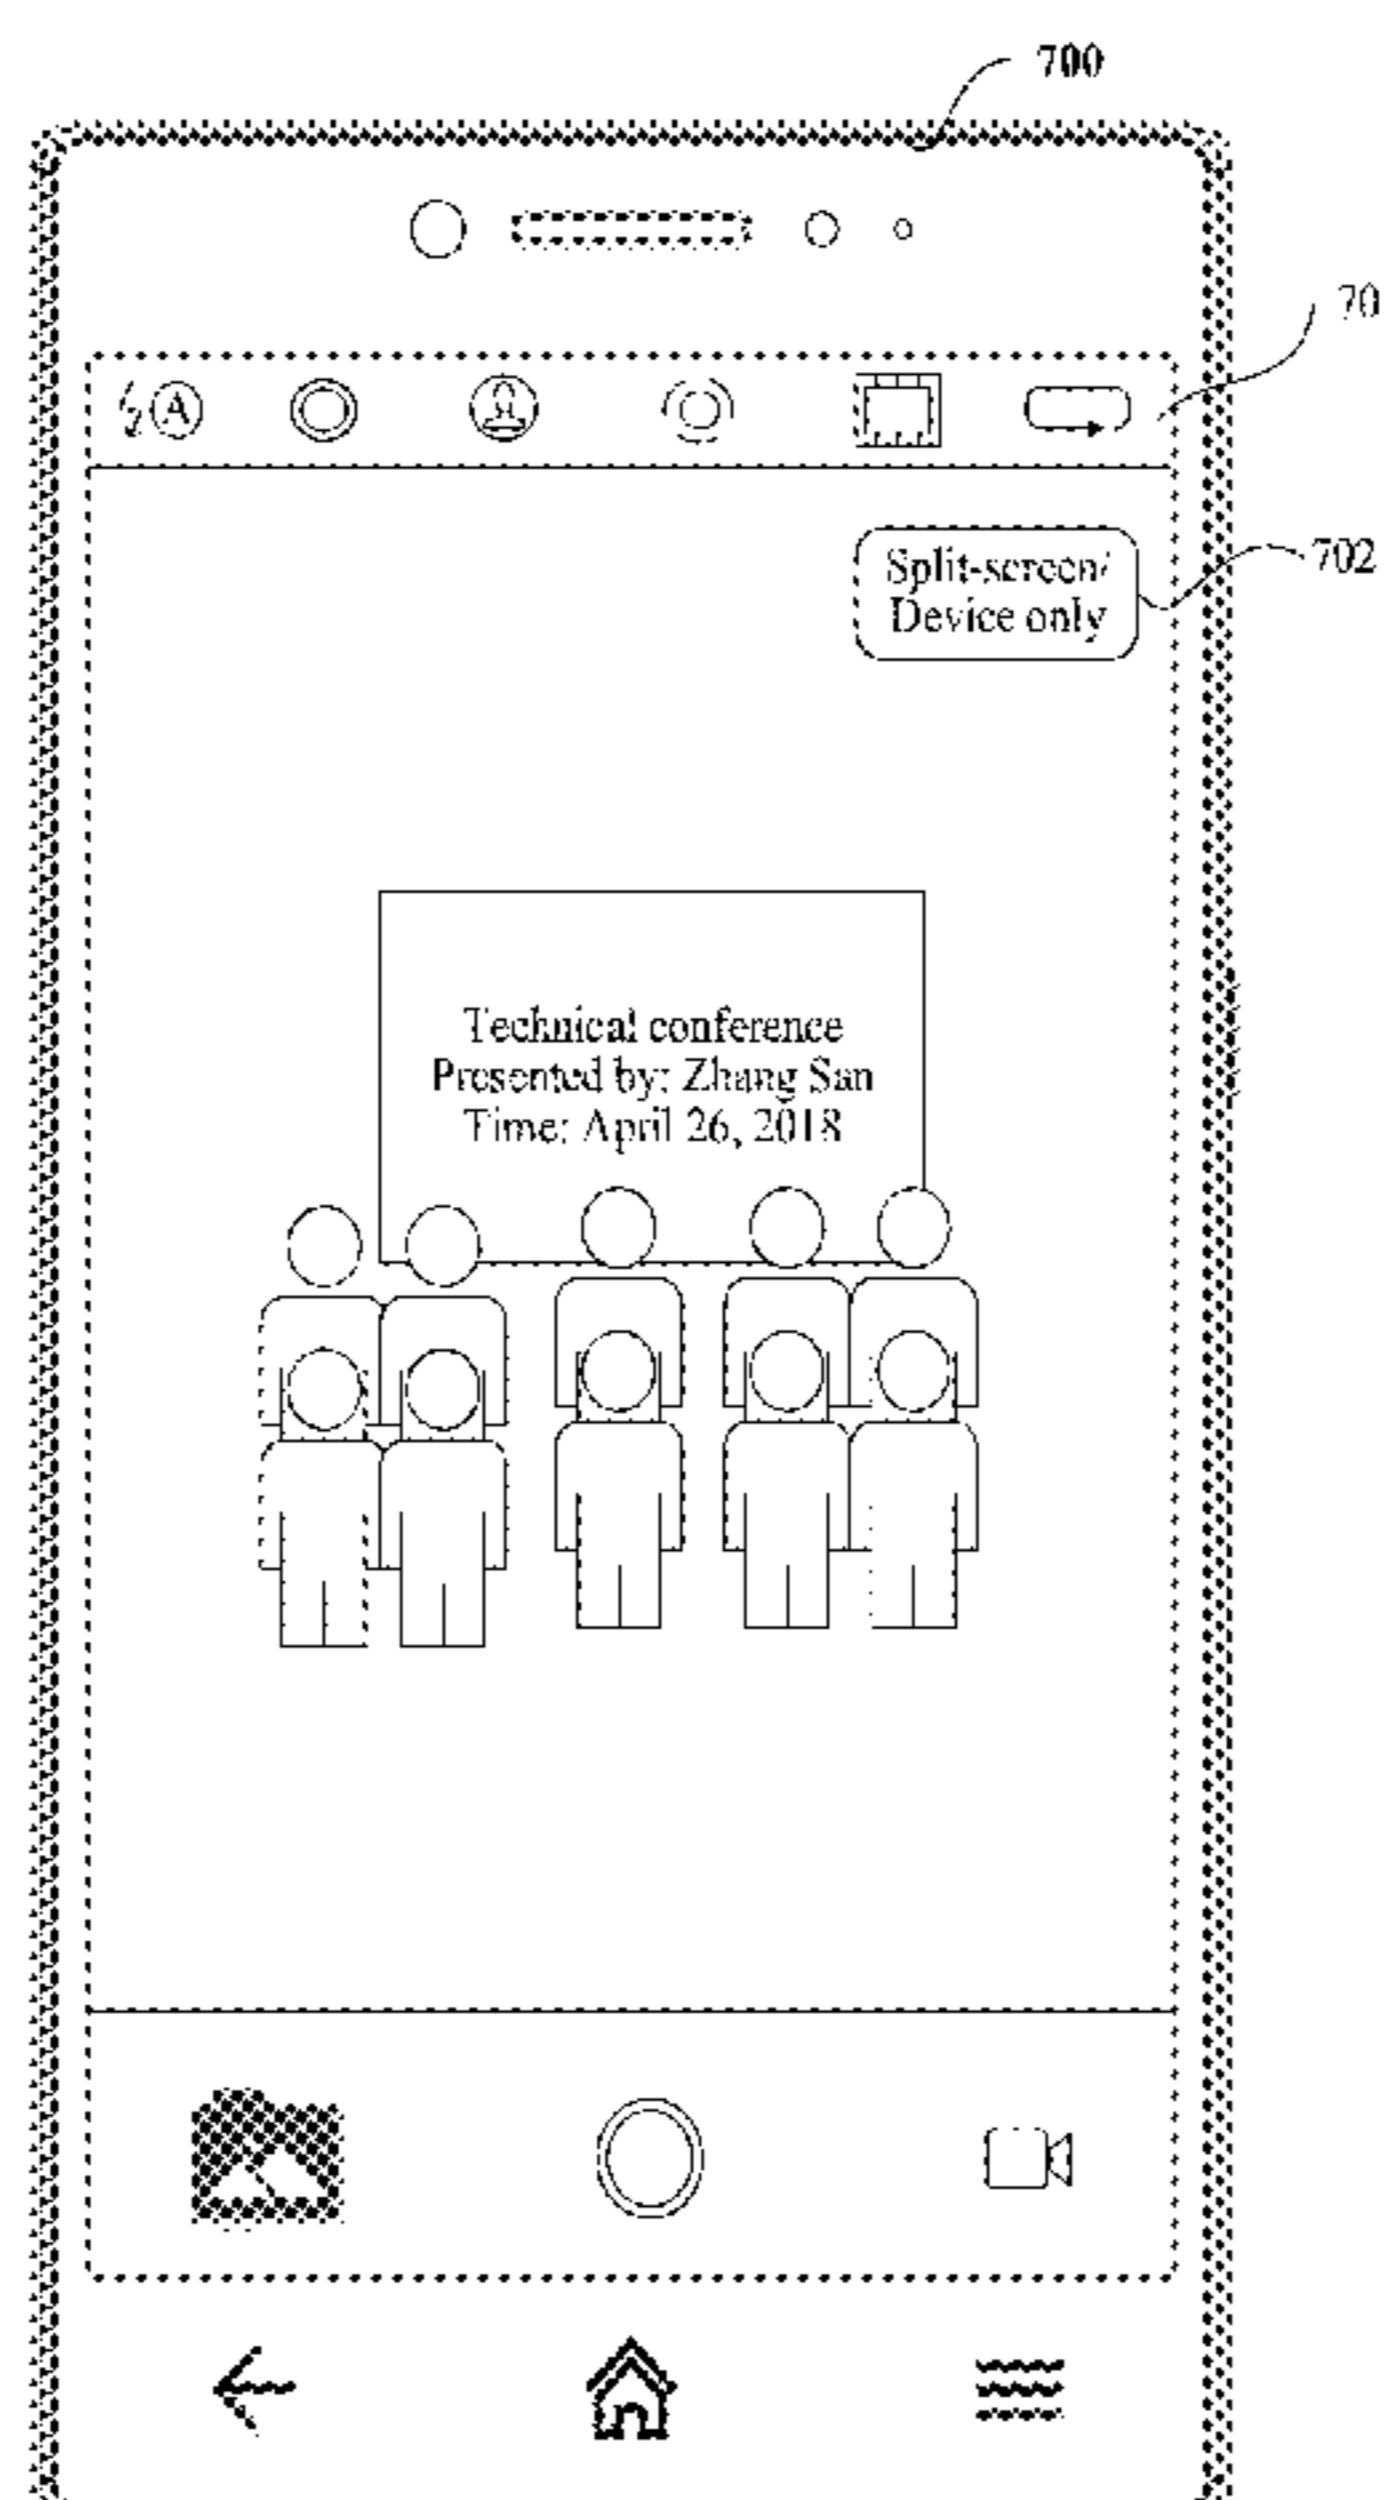 700
70
A
Split-screen/
Device only
702
Technical conference
Presented by: Zhang San
Time: April 26, 2018